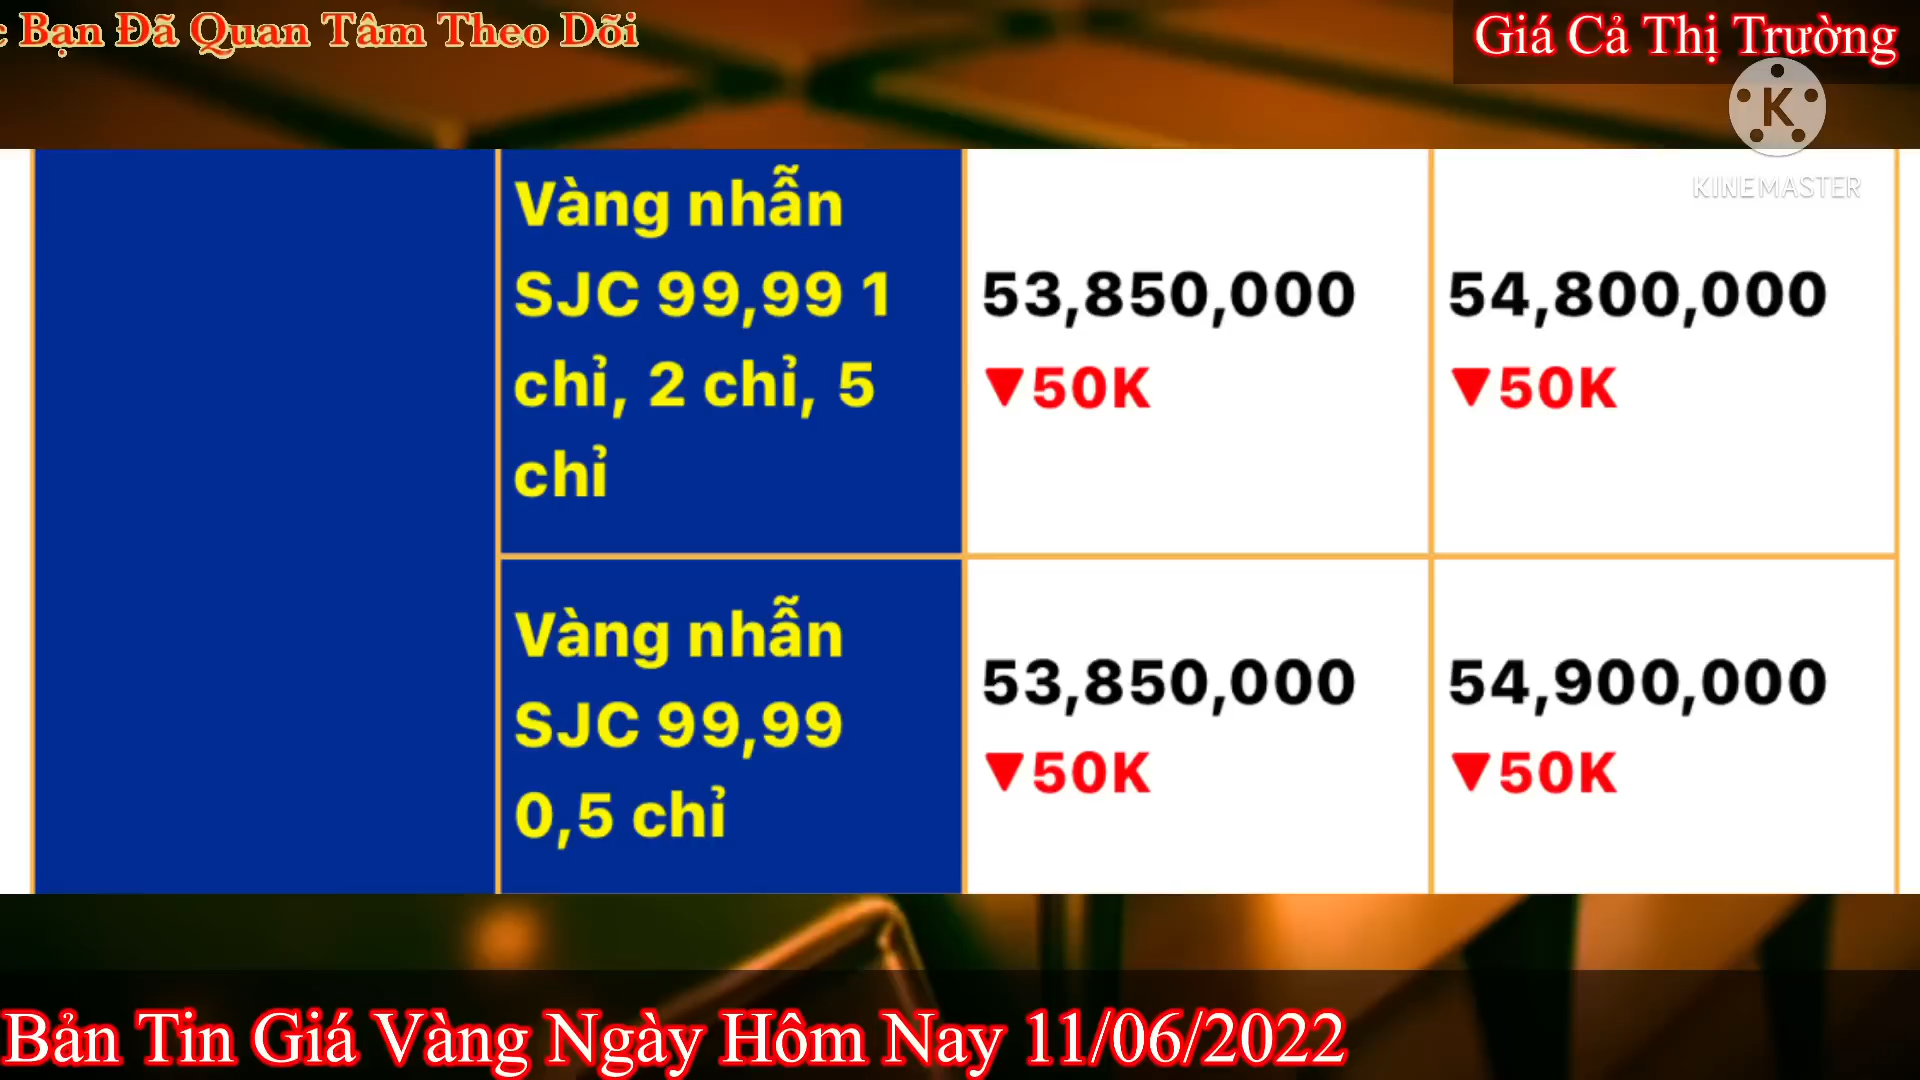 Bạn Đã Quan Tâm Theo Dõi
Giá Cả Thị Trường
K
KINEMASTER
Vàng nhẫn
SJC 99,99 1
chỉ, 2 chỉ, 5
chỉ
53,850,000
▼50K
54,800,000
▼50K
Vàng nhẫn
SJC 99,99
0,5 chỉ
53,850,000
▼50K
54,900,000
▼50K
Bản Tin Giá Vàng Ngày Hôm Nay 11/06/2022